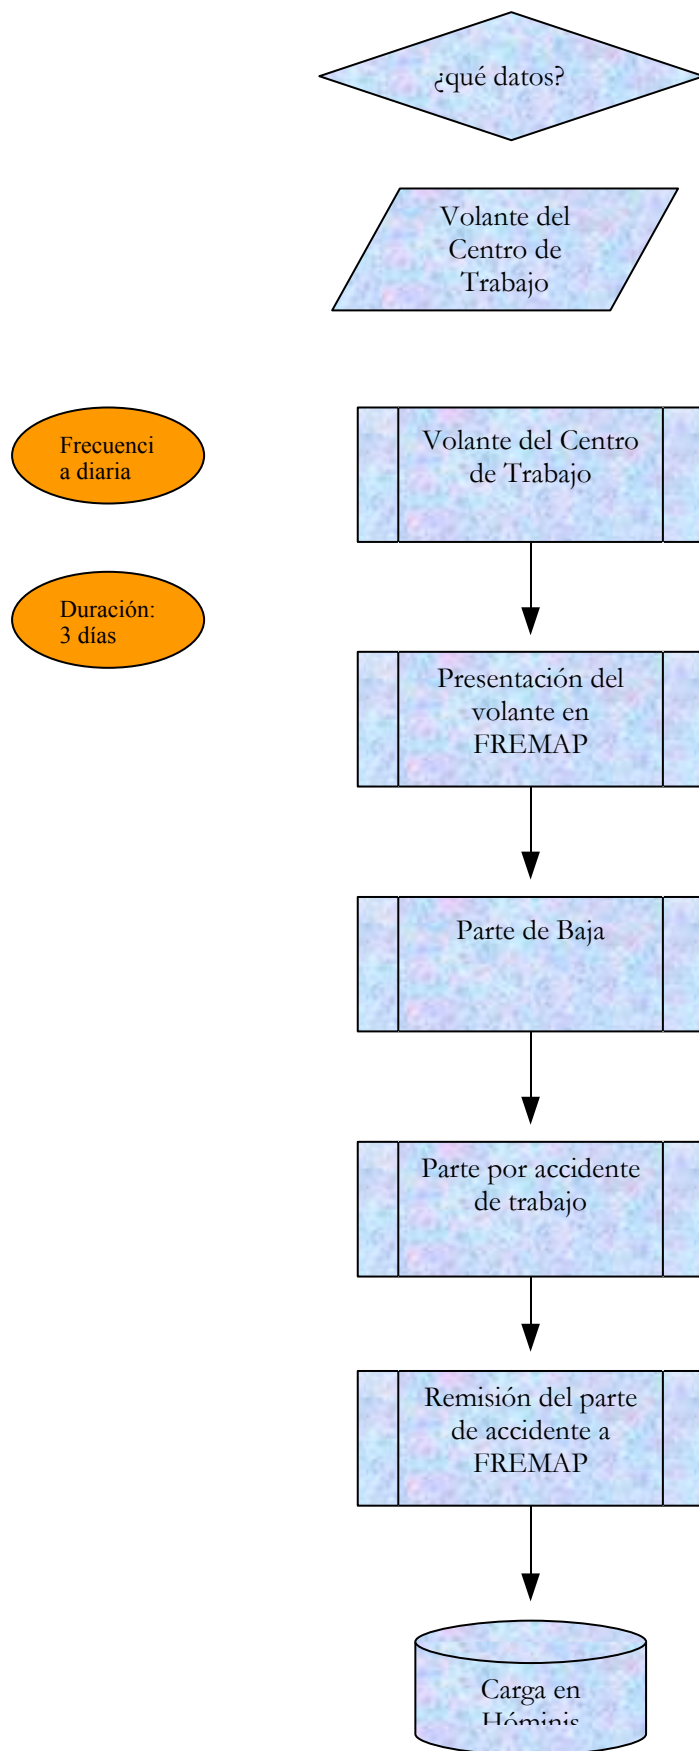 ¿qué datos?
Volante del
Centro de
Trabajo
Frecuenci
a diaria
Volante del Centro
de Trabajo
Duración:
3 días
Presentación del
volante en
FREMAP
Parte de Baja
Parte por accidente
de trabajo
Remisión del parte
de accidente a
FREMAP
Carga en
Hóminis